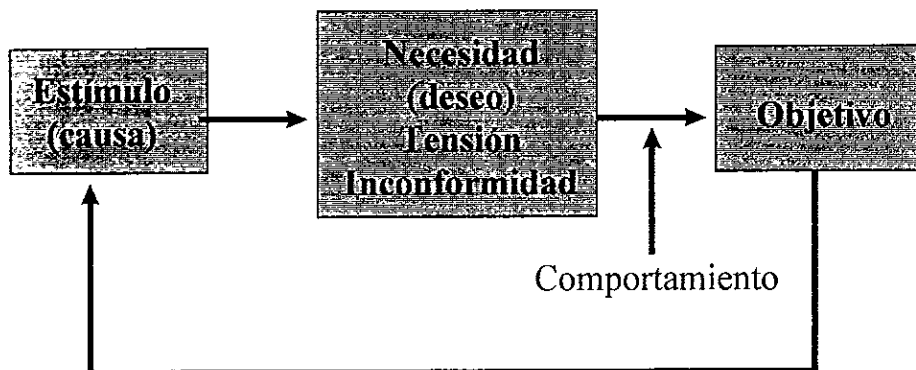 Estímulo
(causa)
Necesidad
(deseo)
Tensión
Inconformidad
Objetivo
Comportamiento